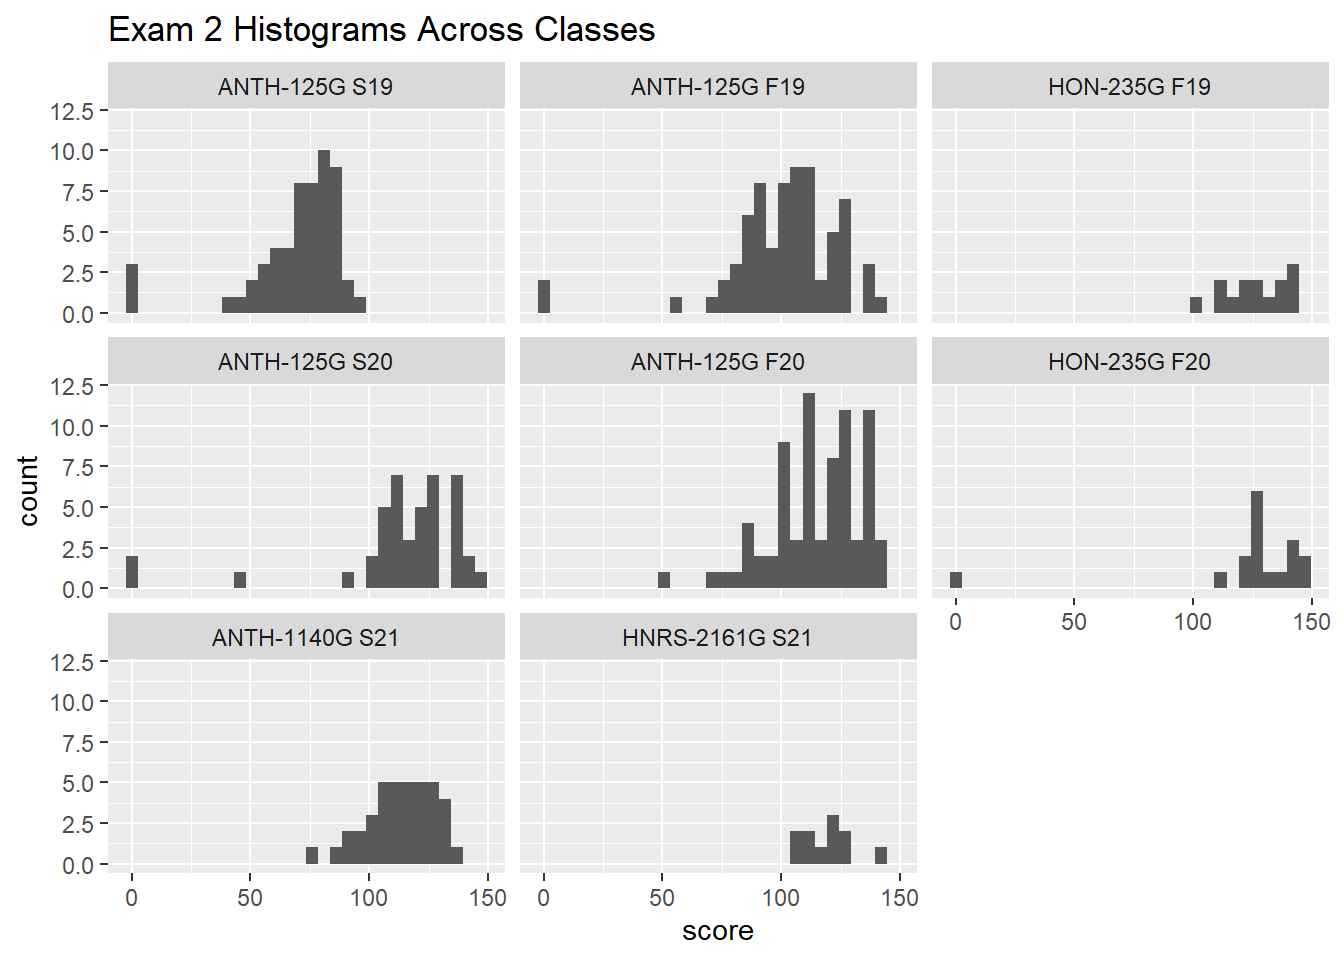 Exam 2 Histograms Across Classes
ANTH-125G S19
ANTH-125G F19
HON-235G F19
12.5
10.0
7.5
5.0
2.5
0.0
ANTH-125G S20
ANTH-125G F20
HON-235G F20
12.5
10.0
7.5
5.0
2.5
0.0
0 50 100 150
count
ANTH-1140G S21
HNRS-2161G S21
12.5
10.0
7.5
5.0
2.5
0.0
0 50 100 150
0 50 100 150
score